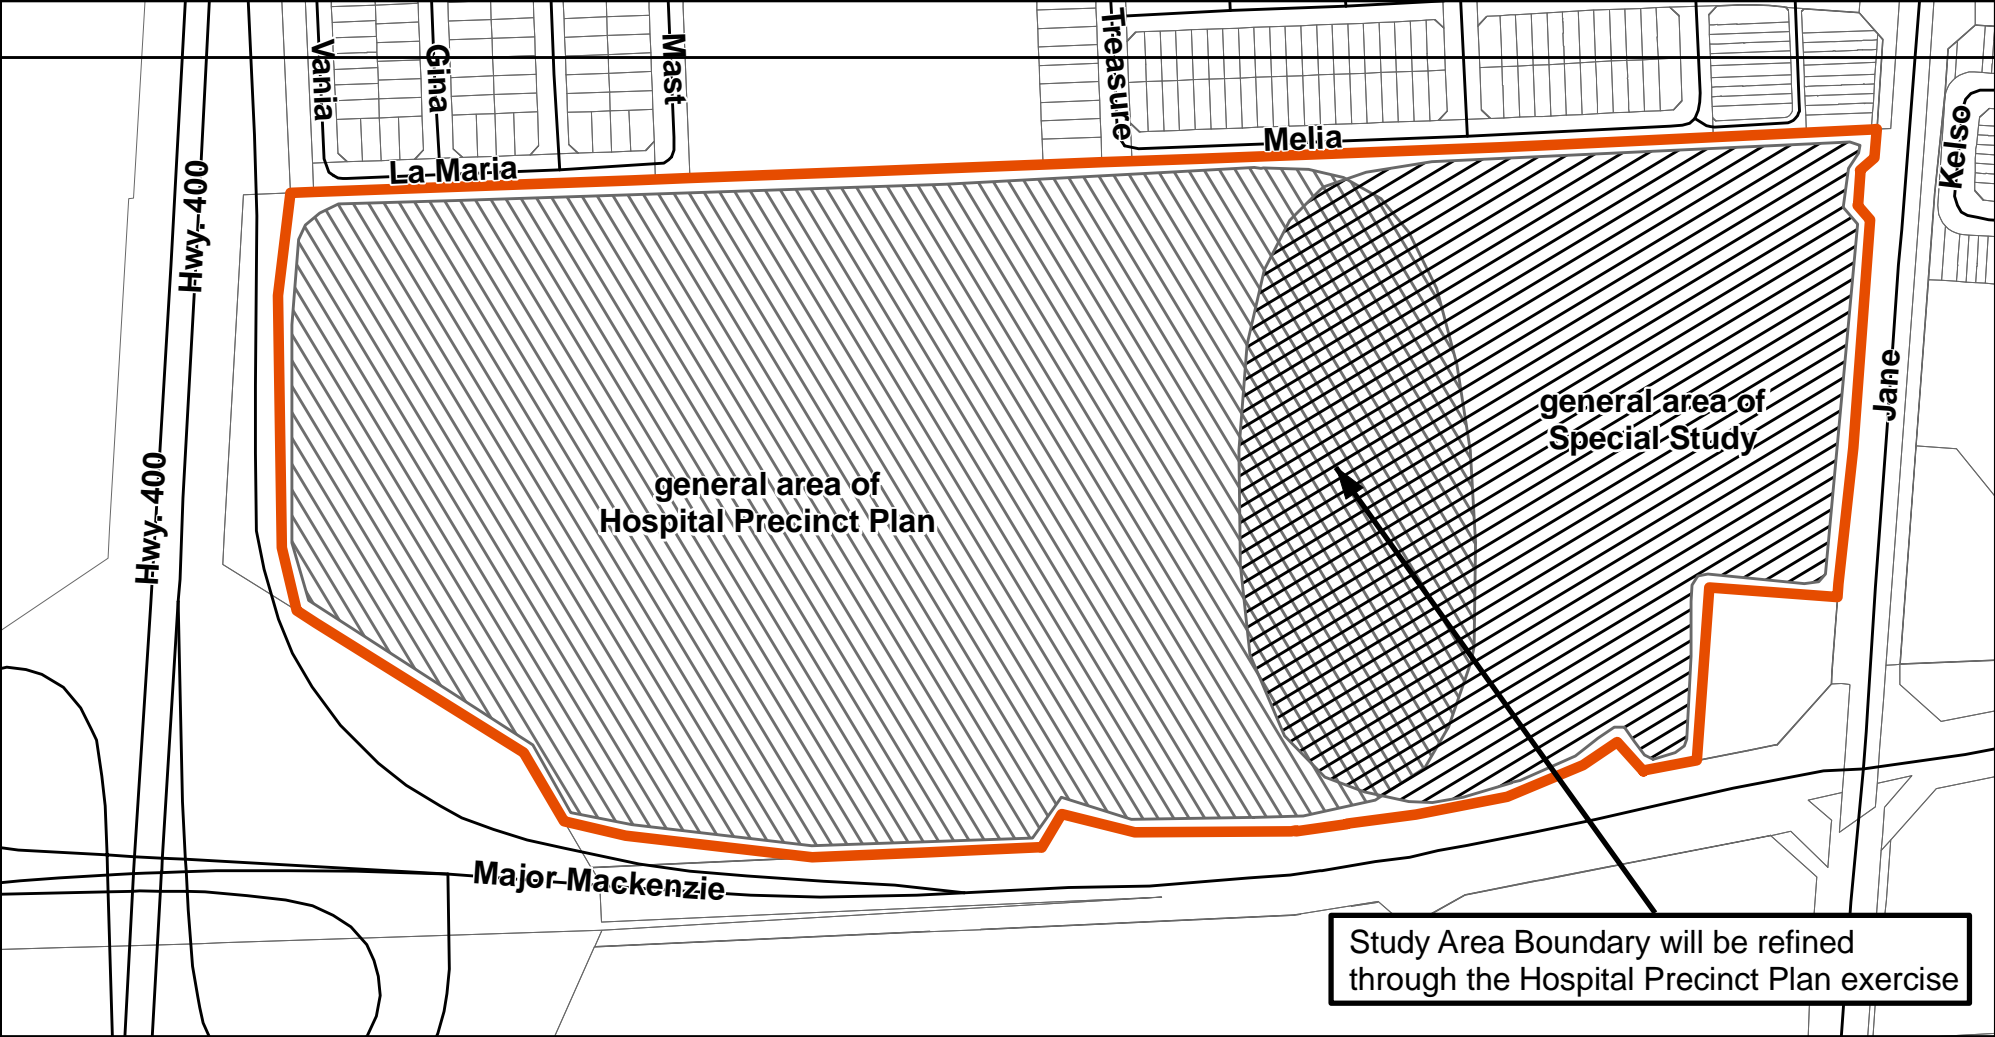 Vania
Gina
Mast
Treasure
La Maria
Melia
Kelso
Hwy. 400
Hwy. 400
Jane
general area of
Special Study
general area of
Hospital Precinct Plan
Major Mackenzie
Study Area Boundary will be refined
through the Hospital Precinct Plan exercise